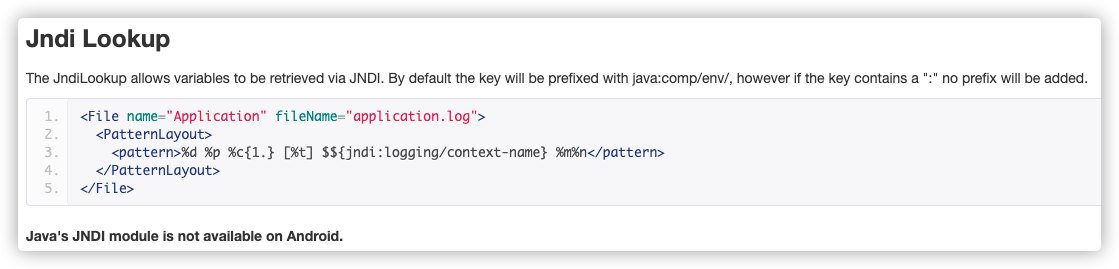 Jndi Lookup
The JndiLookup allows variables to be retrieved via JNDI. By default the key will be prefixed with java:comp/env/, however if the key contains a ":" no prefix will be added.
1. <File name="Application" fileName="application.log">
2.   <PatternLayout>
3.     <pattern>%d %p %c{1.} [%t] $${jndi:logging/context-name} %m%n</pattern>
4.   </PatternLayout>
5. </File>
Java's JNDI module is not available on Android.